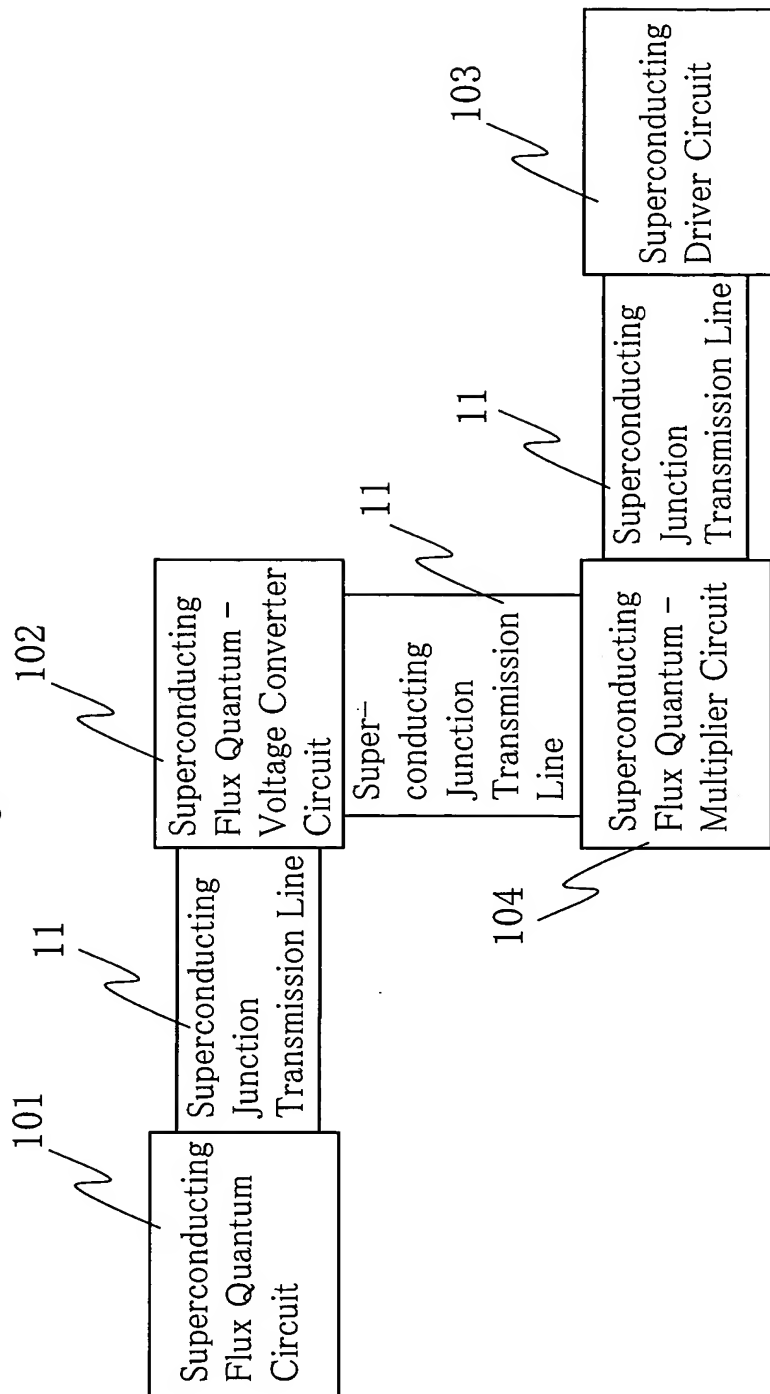 101
Superconducting
Flux Quantum
Circuit
11
Superconducting
Junction
Transmission Line
102
Superconducting
Flux Quantum -
Voltage Converter
Circuit
11
Super-
conducting
Junction
Transmission
Line
104
Superconducting
Flux Quantum -
Multiplier Circuit
11
Superconducting
Junction
Transmission Line
103
Superconducting
Driver Circuit